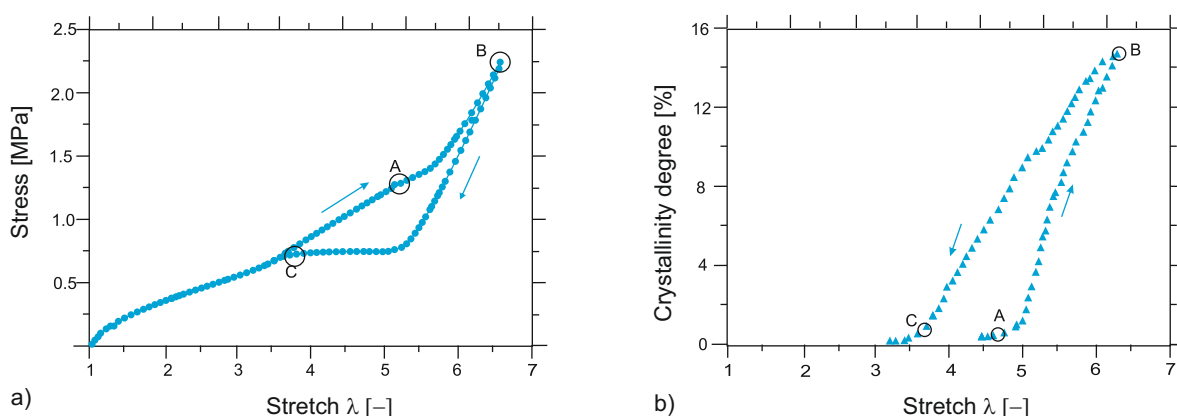 2.5
2.0
1.5
1.0
0.5
Stress [MPa]
B
A
C
1 2 3 4 5 6 7
Stretch λ [–]
a)
16
12
8
4
0
Crystallinity degree [%]
B
C
A
1 2 3 4 5 6 7
Stretch λ [–]
b)